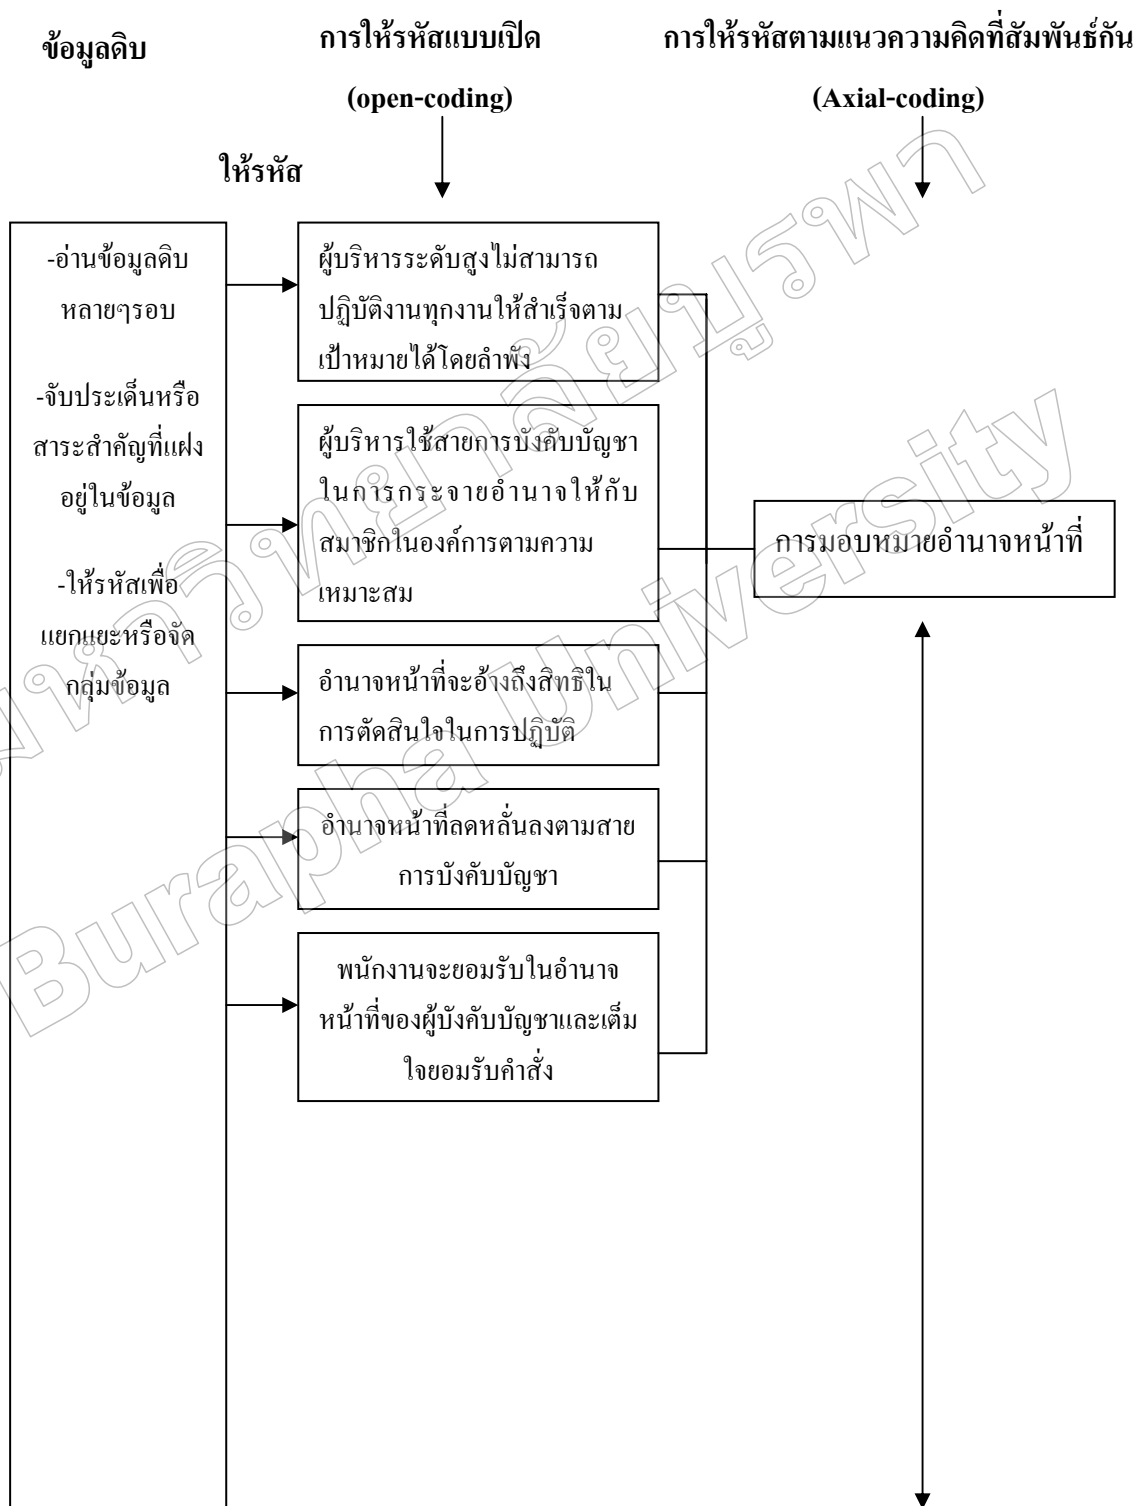 ข้อมูลดิบ
การให้รหัสแบบเปิด
(open-coding)
การให้รหัสตามแนวความคิดที่สัมพันธ์กัน
(Axial-coding)
ให้รหัส
-อ่านข้อมูลดิบ
หลายๆรอบ
-จับประเด็นหรือ
สาระสำคัญที่แฝง
อยู่ในข้อมูล
-ให้รหัสเพื่อ
แยกแยะหรือจัด
กลุ่มข้อมูล
ผู้บริหารระดับสูงไม่สามารถ
ปฏิบัติงานทุกงานให้สำเร็จตาม
เป้าหมายได้โดยลำพัง
ผู้บริหารใช้สายการบังคับบัญชา
ในการกระจายอำนาจให้กับ
สมาชิกในองค์การตามความ
เหมาะสม
อำนาจหน้าที่จะอ้างถึงสิทธิใน
การตัดสินใจในการปฏิบัติ
อำนาจหน้าที่ลดหลั่นลงตามสาย
การบังคับบัญชา
พนักงานจะยอมรับในอำนาจ
หน้าที่ของผู้บังคับบัญชาและเต็ม
ใจยอมรับคำสั่ง
การมอบหมายอำนาจหน้าที่
มหาวิทยาลัยบูรพา
Burapha University